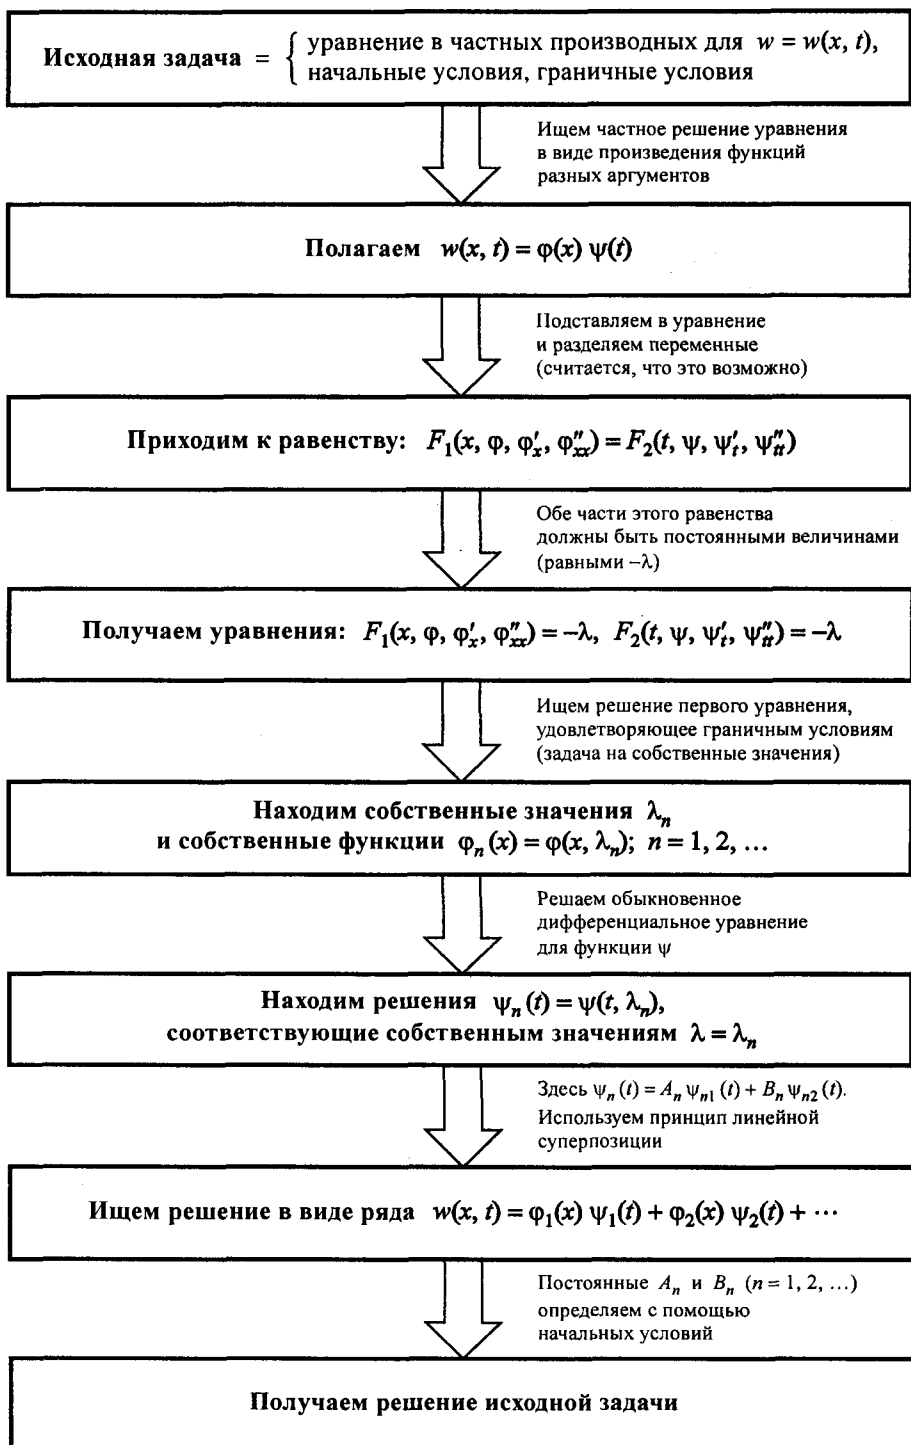 Исходная задача = { уравнение в частных производных для w = w(x, t),
начальные условия, граничные условия
Ищем частное решение уравнения
в виде произведения функций
разных аргументов
Полагаем w(x, t) = φ(x) ψ(t)
Подставляем в уравнение
и разделяем переменные
(считается, что это возможно)
Приходим к равенству: F₁(x, φ, φ′ₓ, φ″ₓₓ) = F₂(t, ψ, ψ′ₜ, ψ″ₜₜ)
Обе части этого равенства
должны быть постоянными величинами
(равными −λ)
Получаем уравнения: F₁(x, φ, φ′ₓ, φ″ₓₓ) = −λ, F₂(t, ψ, ψ′ₜ, ψ″ₜₜ) = −λ
Ищем решение первого уравнения,
удовлетворяющее граничным условиям
(задача на собственные значения)
Находим собственные значения λₙ
и собственные функции φₙ(x) = φ(x, λₙ); n = 1, 2, …
Решаем обыкновенное
дифференциальное уравнение
для функции ψ
Находим решения ψₙ(t) = ψ(t, λₙ),
соответствующие собственным значениям λ = λₙ
Здесь ψₙ(t) = Aₙ ψₙ₁(t) + Bₙ ψₙ₂(t).
Используем принцип линейной
суперпозиции
Ищем решение в виде ряда w(x, t) = φ₁(x) ψ₁(t) + φ₂(x) ψ₂(t) + ⋯
Постоянные Aₙ и Bₙ (n = 1, 2, …)
определяем с помощью
начальных условий
Получаем решение исходной задачи